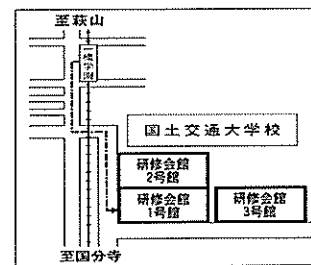 至萩山
一橋学園
国土交通大学校
研修会館
2号館
研修会館
1号館
研修会館
3号館
至国分寺